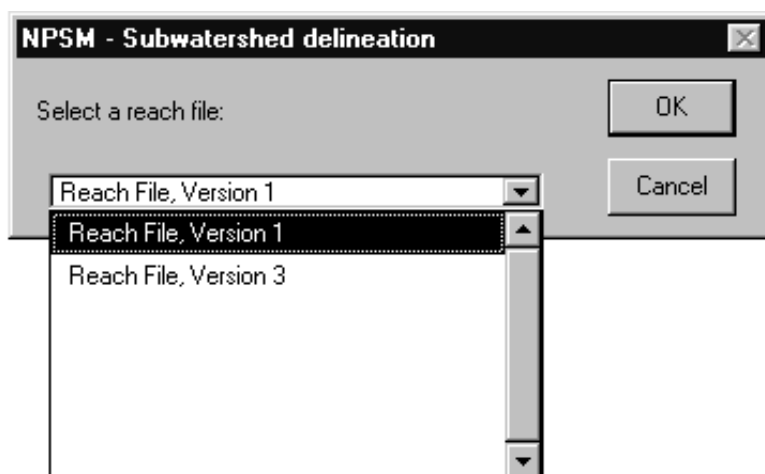 NPSM - Subwatershed delineation
Select a reach file:
OK
Reach File, Version 1
Cancel
Reach File, Version 1
Reach File, Version 3